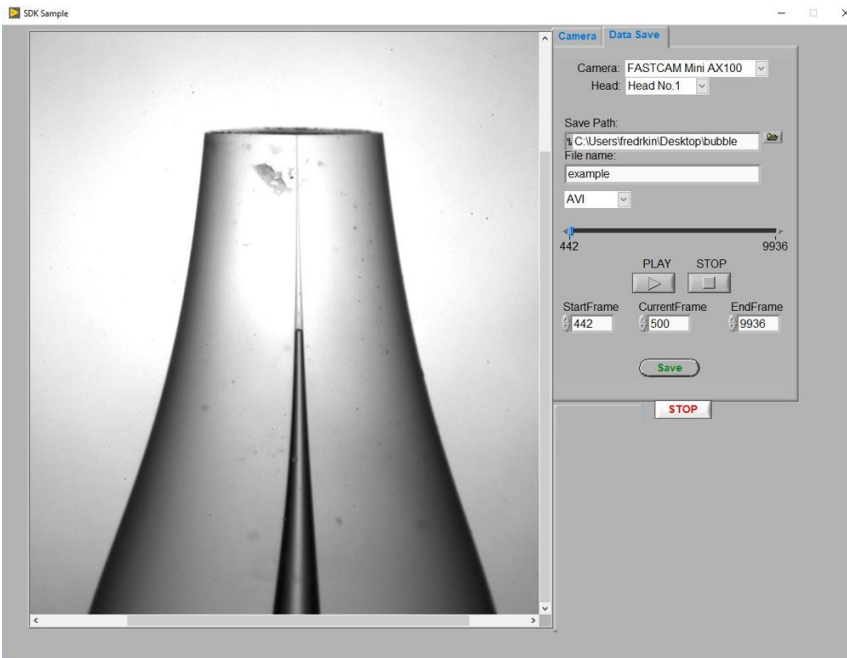 SDK Sample
Camera
Data Save
Camera: FASTCAM Mini AX100
Head: Head No.1
Save Path:
C:\Users\fredrkin\Desktop\bubble
File name:
example
AVI
442 9936
PLAY STOP
StartFrame CurrentFrame EndFrame
442 500 9936
Save
STOP